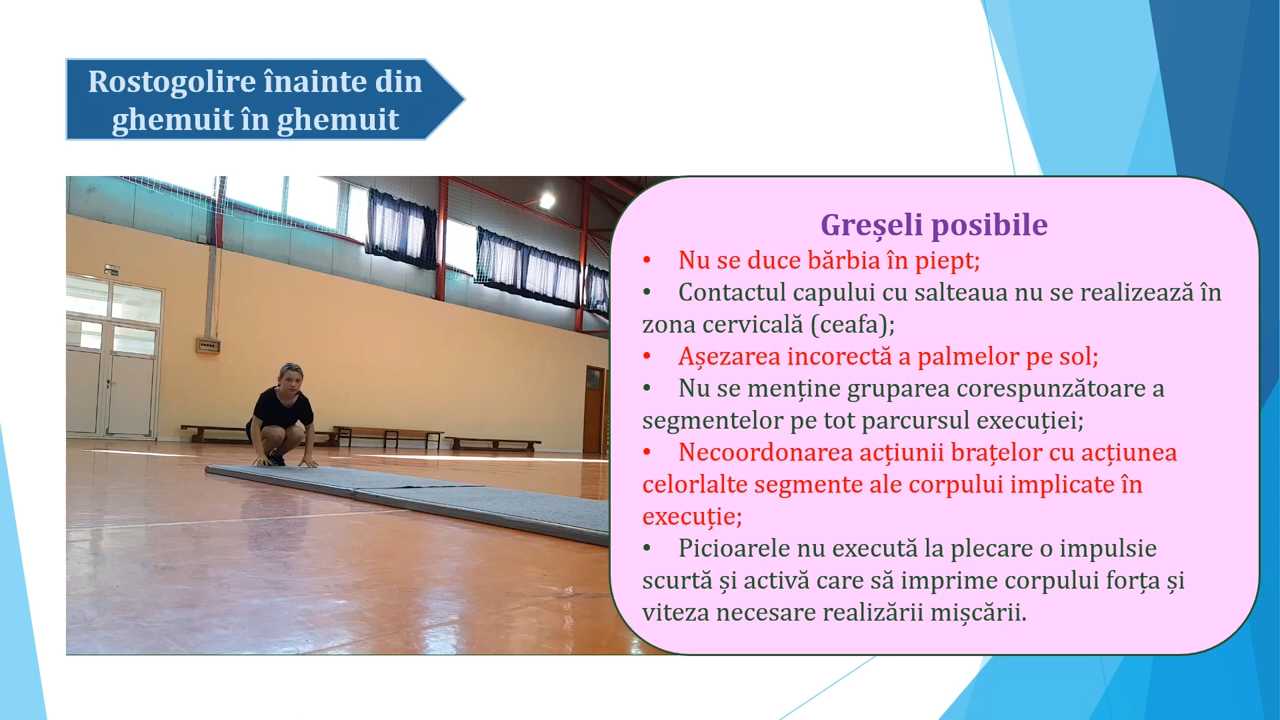 Rostogolire înainte din
ghemuit în ghemuit
Greșeli posibile
• Nu se duce bărbia în piept;
• Contactul capului cu salteaua nu se realizează în
zona cervicală (ceafa);
• Așezarea incorectă a palmelor pe sol;
• Nu se menține gruparea corespunzătoare a
segmentelor pe tot parcursul execuției;
• Necoordonarea acțiunii brațelor cu acțiunea
celorlalte segmente ale corpului implicate în
execuție;
• Picioarele nu execută la plecare o impulsie
scurtă și activă care să imprime corpului forța și
viteza necesare realizării mișcării.